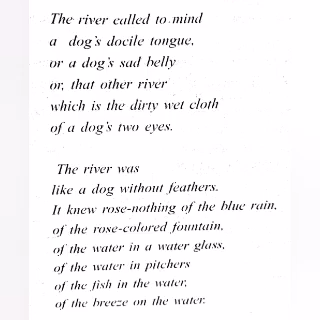 The river called to mind
a dog's docile tongue,
or a dog's sad belly
or, that other river
which is the dirty wet cloth
of a dog's two eyes.

The river was
like a dog without feathers.
It knew rose-nothing of the blue rain,
of the rose-colored fountain,
of the water in a water glass,
of the water in pitchers
of the fish in the water,
of the breeze on the water.